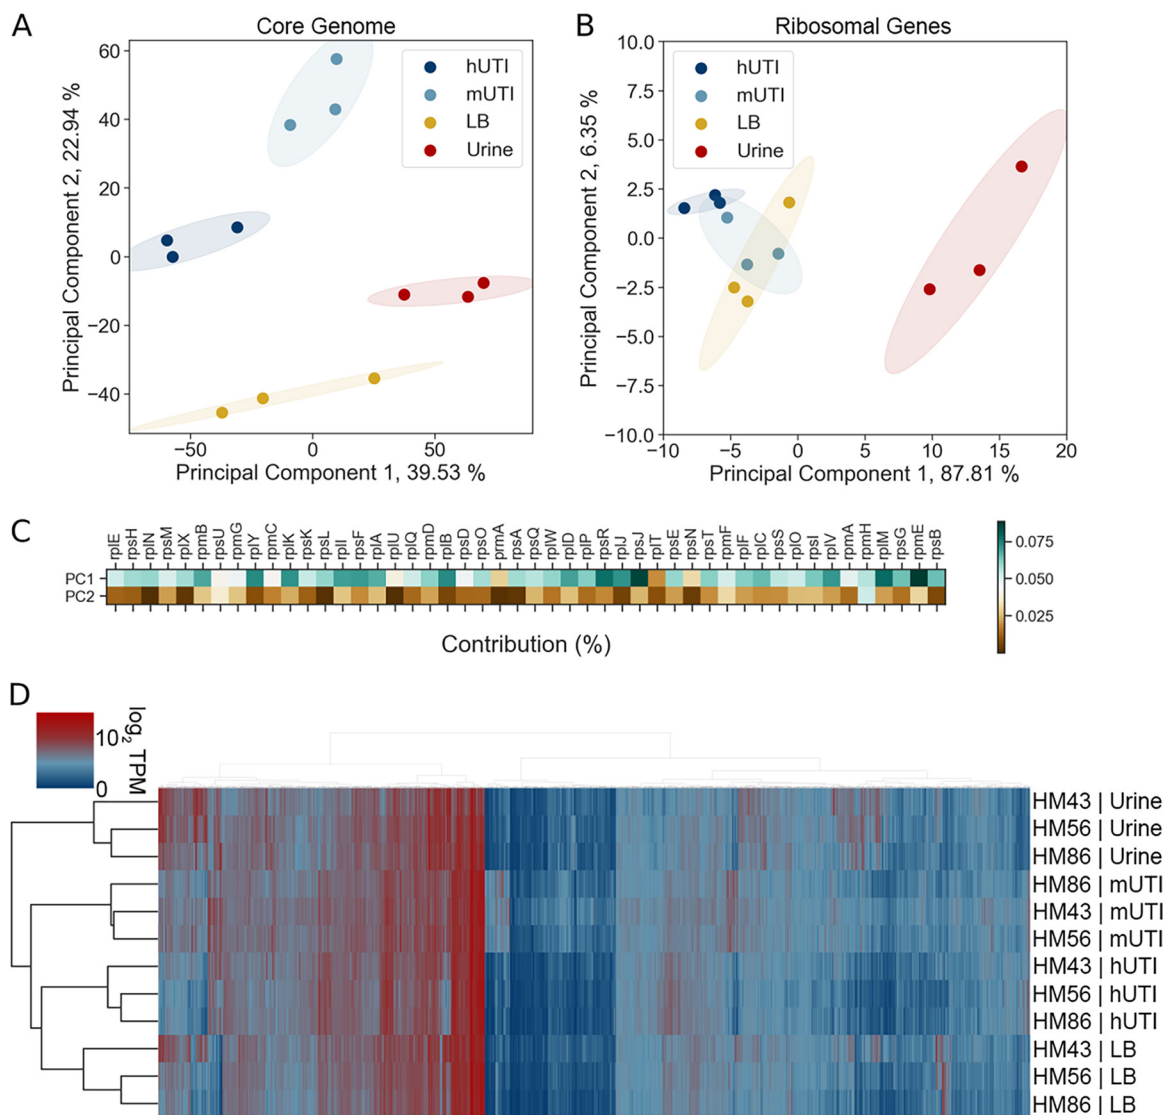 A
Core Genome
60
40
20
0
−20
−40
−50
0
50
Principal Component 2, 22.94 %
Principal Component 1, 39.53 %
hUTI
mUTI
LB
Urine
B
Ribosomal Genes
10.0
7.5
5.0
2.5
0.0
−2.5
−5.0
−7.5
−10.0
−10
−5
0
5
10
15
20
Principal Component 2, 6.35 %
Principal Component 1, 87.81 %
hUTI
mUTI
LB
Urine
C
rplE rpsH rplN rpsM rplX rpmB rpsU rpmG rplY rpmC rplK rpsK rpsL rplI rpsF rplA rplU rplQ rpmD rplB rpsD rpsO prmA rpsA rpsQ rplW rplD rplP rpsR rplJ rpsJ rplT rpsE rpsN rpsT rpmF rplF rplC rpsS rplO rpsI rplV rpmA rpmH rplM rpsG rpmE rpsB
PC1
PC2
Contribution (%)
0.075
0.050
0.025
D
10
0
log2 TPM
HM43 | Urine
HM56 | Urine
HM86 | Urine
HM86 | mUTI
HM43 | mUTI
HM56 | mUTI
HM43 | hUTI
HM56 | hUTI
HM86 | hUTI
HM43 | LB
HM56 | LB
HM86 | LB